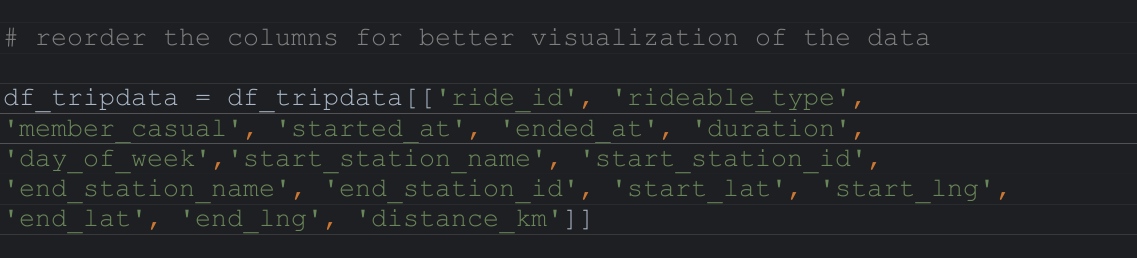 # reorder the columns for better visualization of the data
df_tripdata = df_tripdata[['ride_id', 'rideable_type',
'member_casual', 'started_at', 'ended_at', 'duration',
'day_of_week','start_station_name', 'start_station_id',
'end_station_name', 'end_station_id', 'start_lat', 'start_lng',
'end_lat', 'end_lng', 'distance_km']]